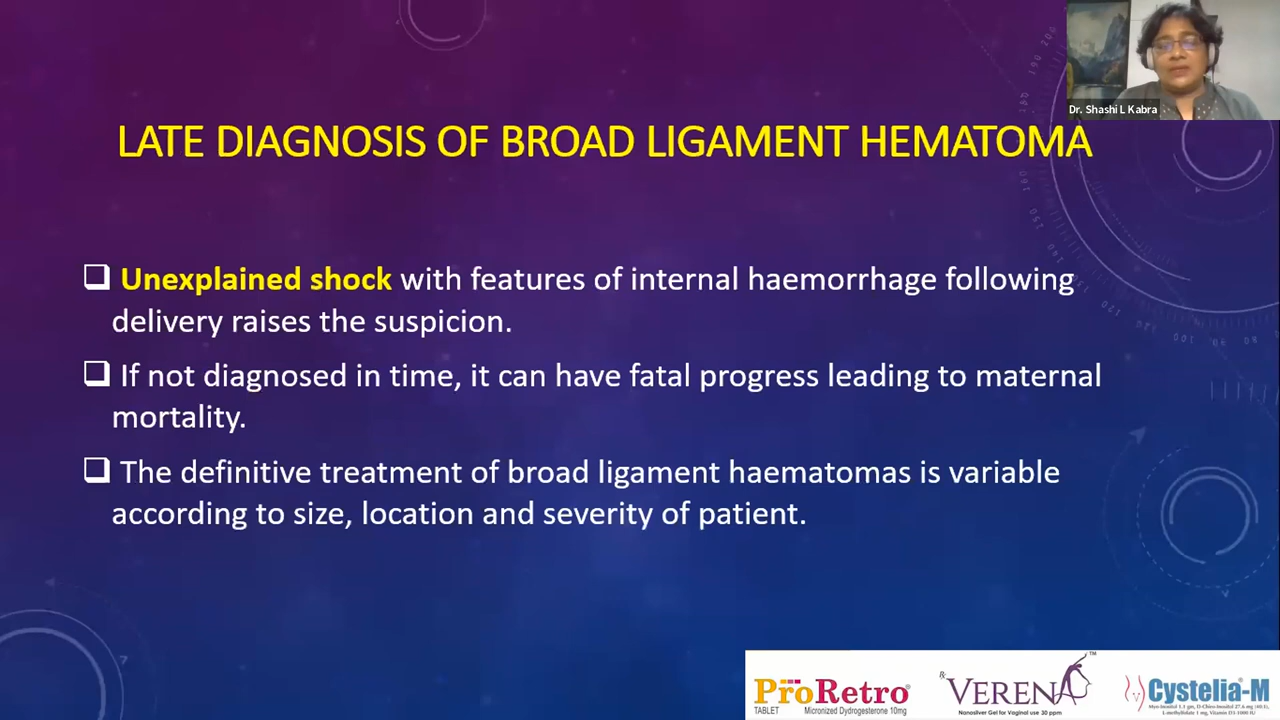 Dr. Shashi L Kabra
LATE DIAGNOSIS OF BROAD LIGAMENT HEMATOMA
Unexplained shock with features of internal haemorrhage following
delivery raises the suspicion.
If not diagnosed in time, it can have fatal progress leading to maternal
mortality.
The definitive treatment of broad ligament haematomas is variable
according to size, location and severity of patient.
ProRetro®
TABLET Micronized Dydrogesterone 10mg
VERENA™
Nanosilver Gel for Vaginal use 30 ppm
Cystelia-M